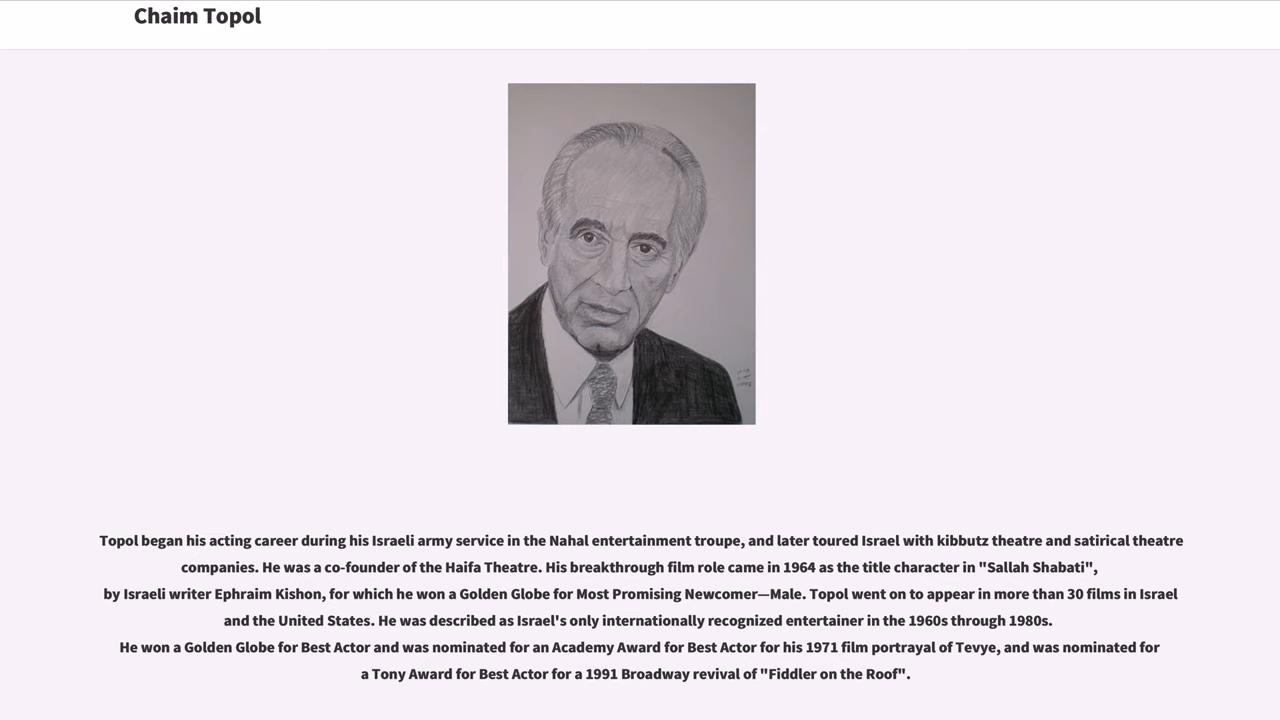 Chaim Topol
Topol began his acting career during his Israeli army service in the Nahal entertainment troupe, and later toured Israel with kibbutz theatre and satirical theatre
companies. He was a co-founder of the Haifa Theatre. His breakthrough film role came in 1964 as the title character in "Sallah Shabati",
by Israeli writer Ephraim Kishon, for which he won a Golden Globe for Most Promising Newcomer—Male. Topol went on to appear in more than 30 films in Israel
and the United States. He was described as Israel's only internationally recognized entertainer in the 1960s through 1980s.
He won a Golden Globe for Best Actor and was nominated for an Academy Award for Best Actor for his 1971 film portrayal of Tevye, and was nominated for
a Tony Award for Best Actor for a 1991 Broadway revival of "Fiddler on the Roof".